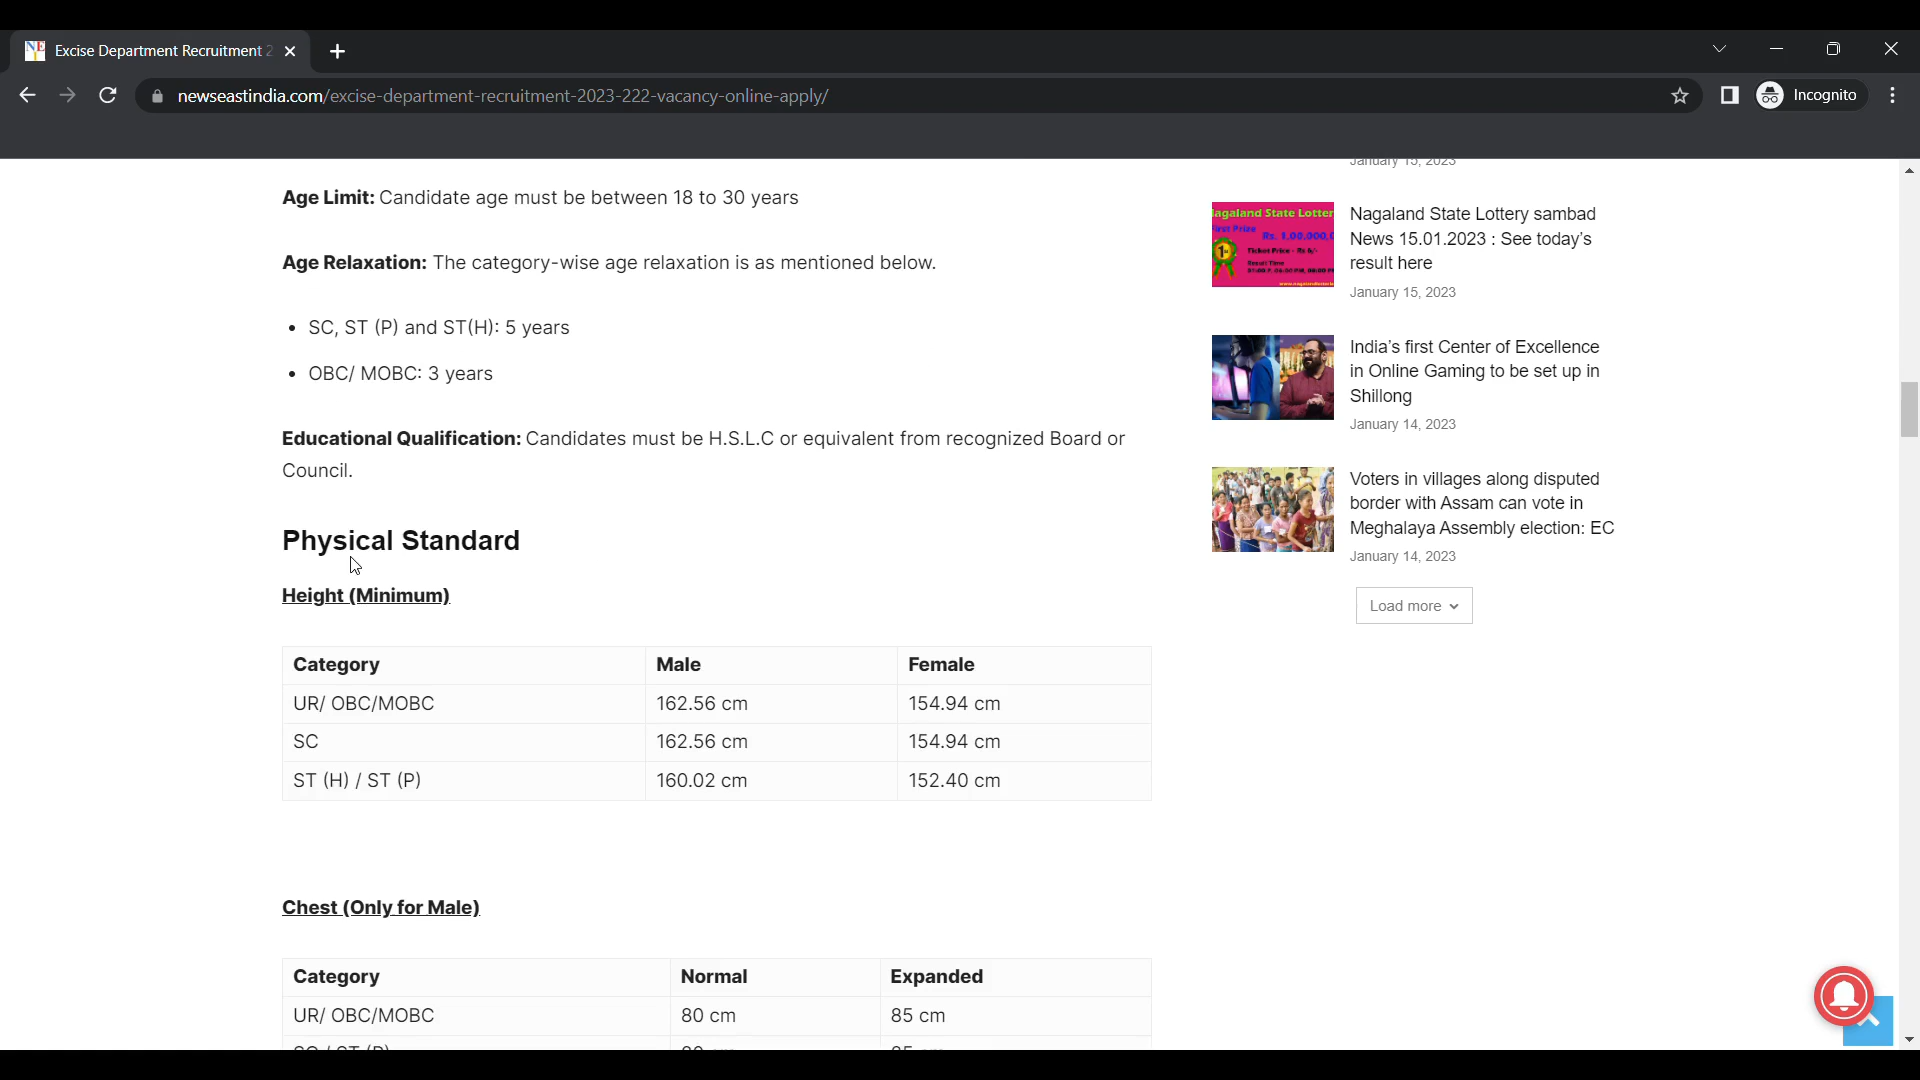 Excise Department Recruitment 2
newseastindia.com/excise-department-recruitment-2023-222-vacancy-online-apply/
Incognito
Age Limit: Candidate age must be between 18 to 30 years
Age Relaxation: The category-wise age relaxation is as mentioned below.
• SC, ST (P) and ST(H): 5 years
• OBC/ MOBC: 3 years
Educational Qualification: Candidates must be H.S.L.C or equivalent from recognized Board or
Council.
Physical Standard
Height (Minimum)
Category Male Female
UR/ OBC/MOBC 162.56 cm 154.94 cm
SC 162.56 cm 154.94 cm
ST (H) / ST (P) 160.02 cm 152.40 cm
Chest (Only for Male)
Category Normal Expanded
UR/ OBC/MOBC 80 cm 85 cm
January 15, 2023
Nagaland State Lottery sambad
News 15.01.2023 : See today's
result here
January 15, 2023
India's first Center of Excellence
in Online Gaming to be set up in
Shillong
January 14, 2023
Voters in villages along disputed
border with Assam can vote in
Meghalaya Assembly election: EC
January 14, 2023
Load more